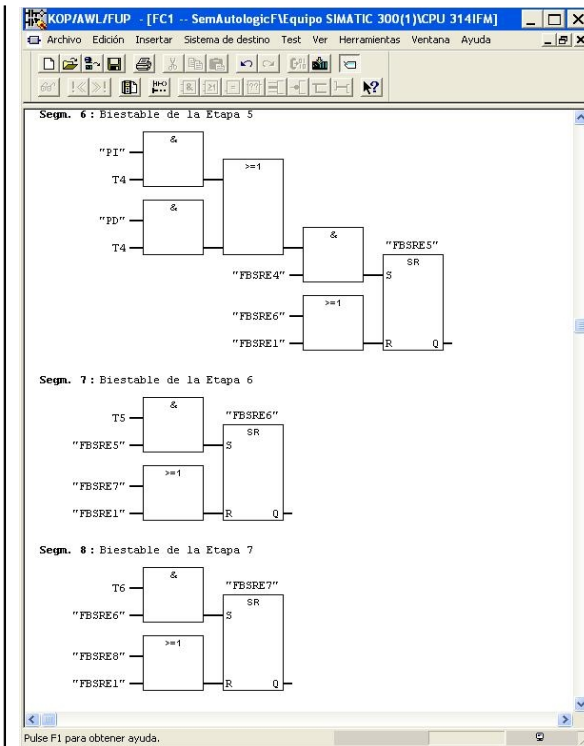 KOP/AWL/FUP - [FC1 -- SemAutologicF\Equipo SIMATIC 300(1)\CPU 314IFM]
Archivo Edición Insertar Sistema de destino Test Ver Herramientas Ventana Ayuda
Segm. 6: Biestable de la Etapa 5
&
"PI"
>=1
T4
&
"PD"
&
"FBSRE5"
T4
SR
"FBSRE4"
S
>=1
"FBSRE6"
"FBSRE1"
R Q
Segm. 7: Biestable de la Etapa 6
&
T5
"FBSRE6"
SR
"FBSRE5"
S
>=1
"FBSRE7"
"FBSRE1"
R Q
Segm. 8: Biestable de la Etapa 7
&
T6
"FBSRE7"
SR
"FBSRE6"
S
>=1
"FBSRE8"
"FBSRE1"
R Q
Pulse F1 para obtener ayuda.